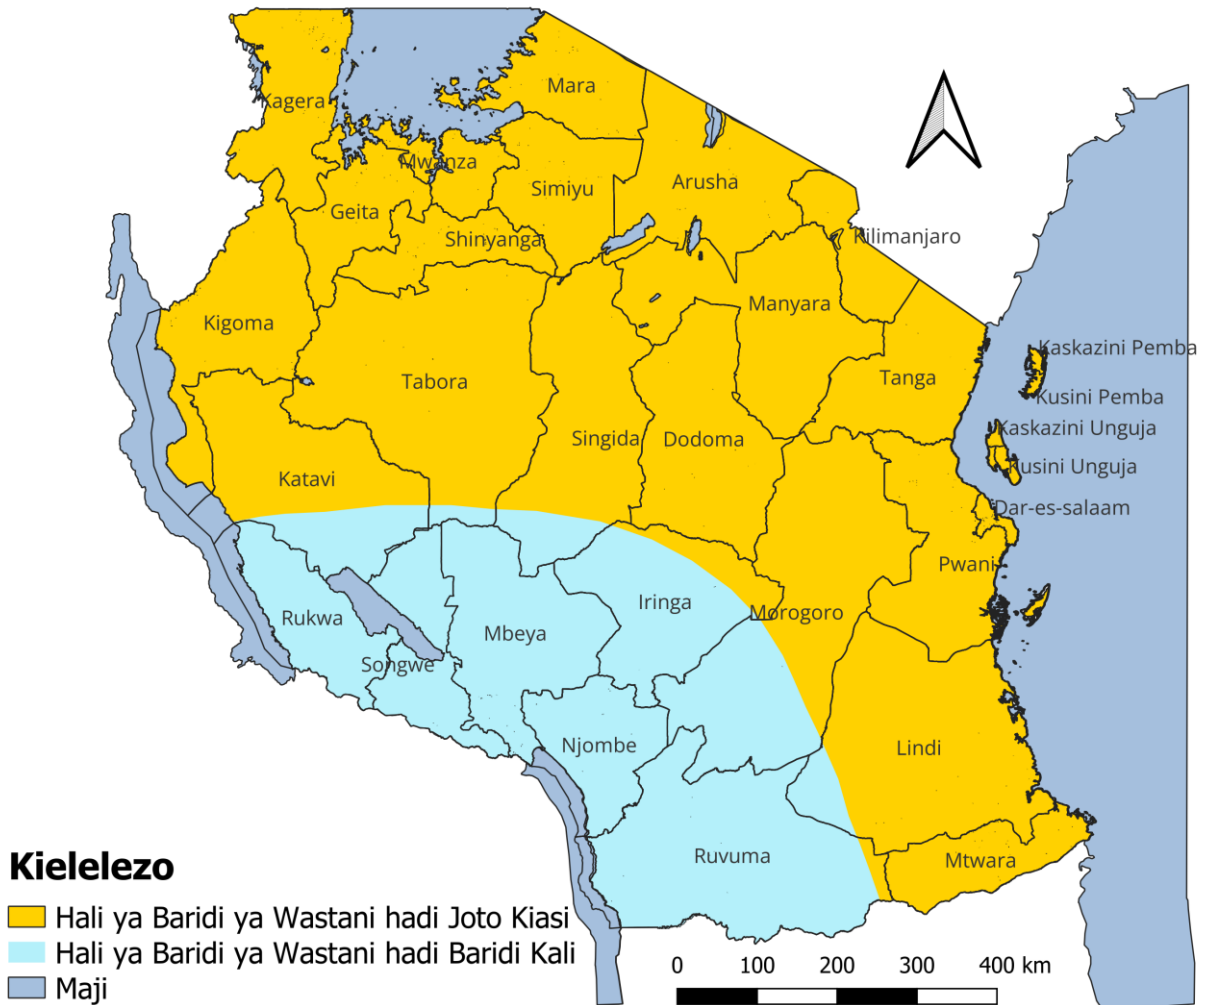 Mara
Kagera
Mwanza
Simiyu
Arusha
Geita
Shinyanga
Kilimanjaro
Kigoma
Manyara
Tabora
Tanga
Kaskazini Pemba
Kusini Pemba
Singida
Dodoma
Kaskazini Unguja
Kusini Unguja
Katavi
Dar-es-salaam
Pwani
Rukwa
Iringa
Morogoro
Mbeya
Songwe
Njombe
Lindi
Ruvuma
Mtwara
Kielelezo
Hali ya Baridi ya Wastani hadi Joto Kiasi
Hali ya Baridi ya Wastani hadi Baridi Kali
Maji
0 100 200 300 400 km